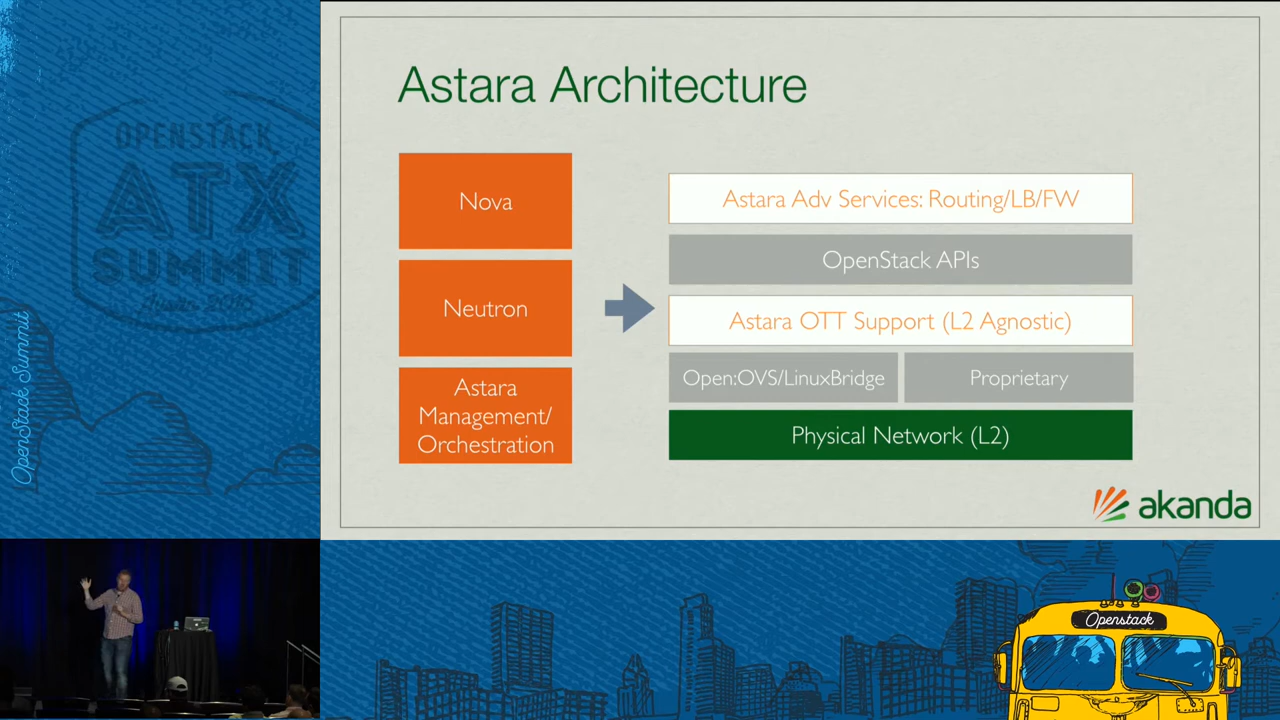 Astara Architecture
Nova
Neutron
Astara
Management/
Orchestration
Astara Adv Services: Routing/LB/FW
OpenStack APIs
Astara OTT Support (L2 Agnostic)
Open:OVS/LinuxBridge
Proprietary
Physical Network (L2)
akanda
OPENSTACK
ATX
SUMMIT
OpenStack Summit
Openstack